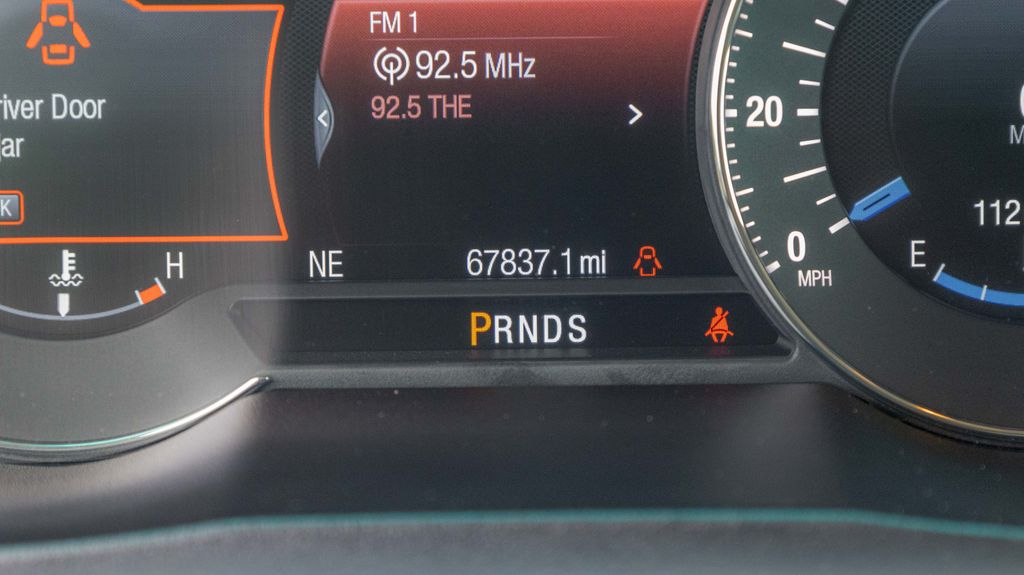 FM 1
92.5 MHz
92.5 THE
river Door
jar
K
20
0
MPH
112
E
H
NE
67837.1 mi
PRNDS